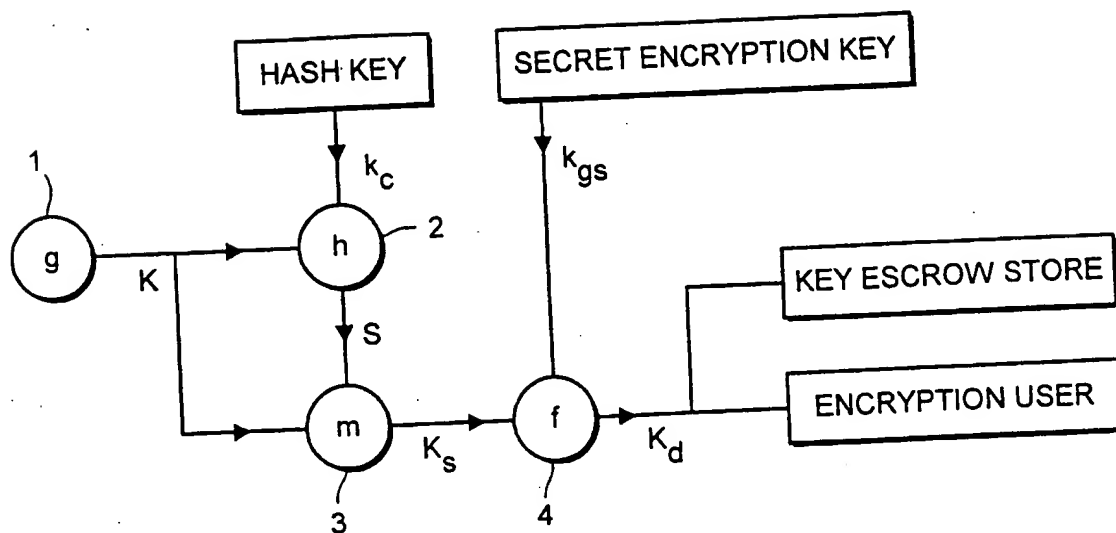 HASH KEY
SECRET ENCRYPTION KEY
1
k_c
k_gs
2
g
h
K
KEY ESCROW STORE
S
ENCRYPTION USER
m
f
K_s
K_d
3
4